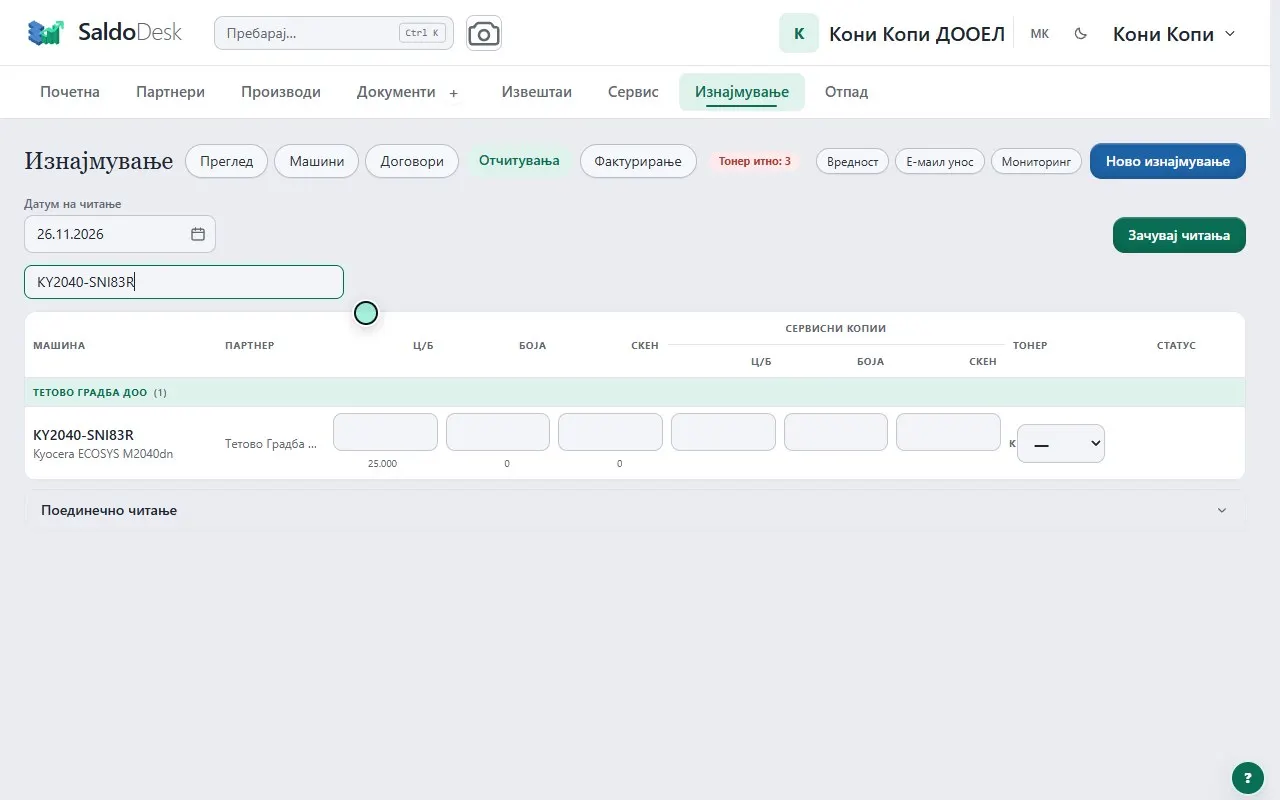 SaldoDesk
Пребарај...
Ctrl K
К
Кони Копи ДООЕЛ
МК
Кони Копи
Почетна
Партнери
Производи
Документи +
Извештаи
Сервис
Изнајмување
Отпад
Изнајмување
Преглед
Машини
Договори
Отчитувања
Фактурирање
Тонер итно: 3
Вредност
Е-маил унос
Мониторинг
Ново изнајмување
Датум на читање
26.11.2026
Зачувај читања
KY2040-SNI83R
СЕРВИСНИ КОПИИ
МАШИНА
ПАРТНЕР
Ц/Б
БОЈА
СКЕН
ТОНЕР
СТАТУС
Ц/Б
БОЈА
СКЕН
ТЕТОВО ГРАДБА ДОО (1)
KY2040-SNI83R
Kyocera ECOSYS M2040dn
Тетово Градба ...
К
—
25.000
0
0
Поединечно читање
?